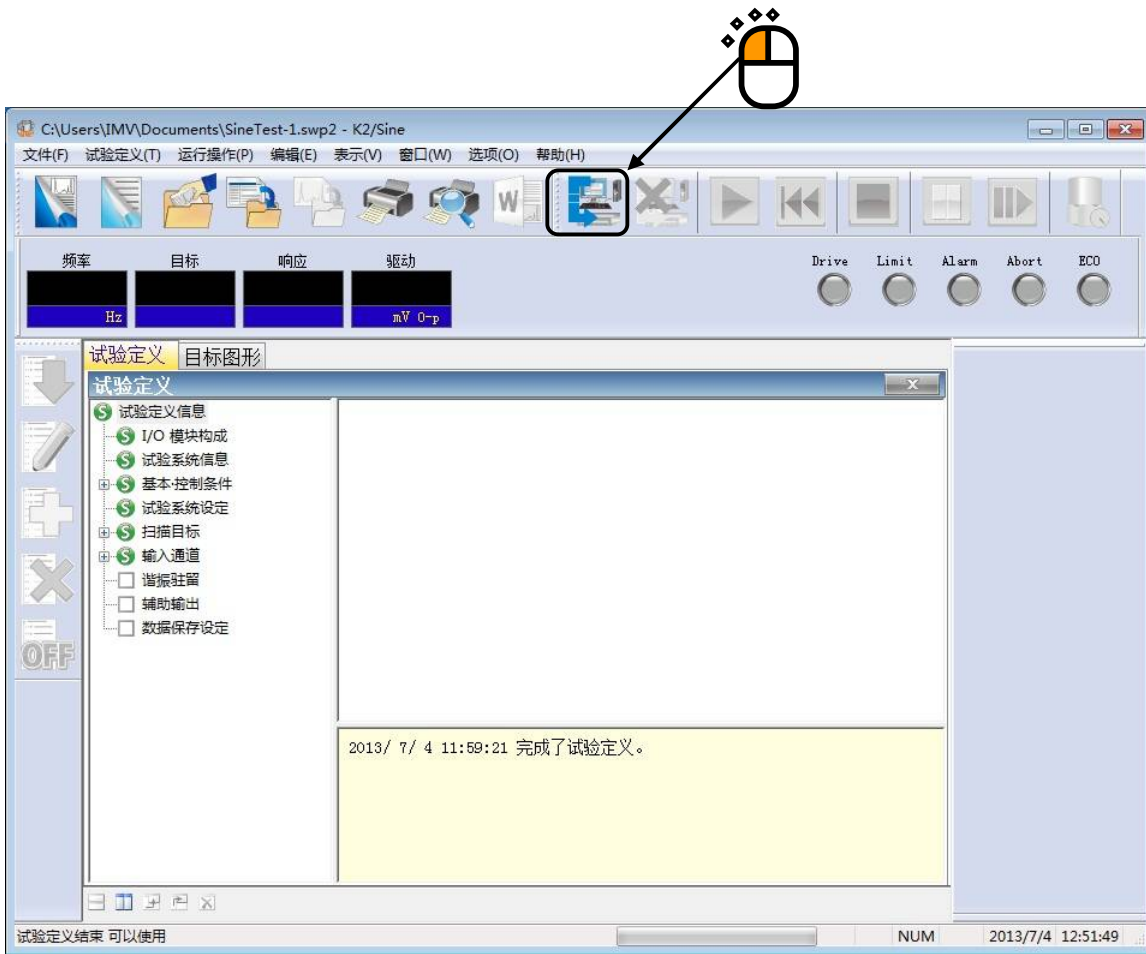 C:\Users\IMV\Documents\SineTest-1.swp2 - K2/Sine
文件(F) 试验定义(T) 运行操作(P) 编辑(E) 表示(V) 窗口(W) 选项(O) 帮助(H)
W
频率 目标 响应 驱动 Drive Limit Alarm Abort ECO
Hz mV 0-p
试验定义 目标图形
试验定义
S 试验定义信息
S I/O 模块构成
S 试验系统信息
S 基本·控制条件
S 试验系统设定
S 扫描目标
S 输入通道
谐振驻留
辅助输出
数据保存设定
OFF
2013/ 7/ 4 11:59:21 完成了试验定义。
试验定义结束 可以使用 NUM 2013/7/4 12:51:49